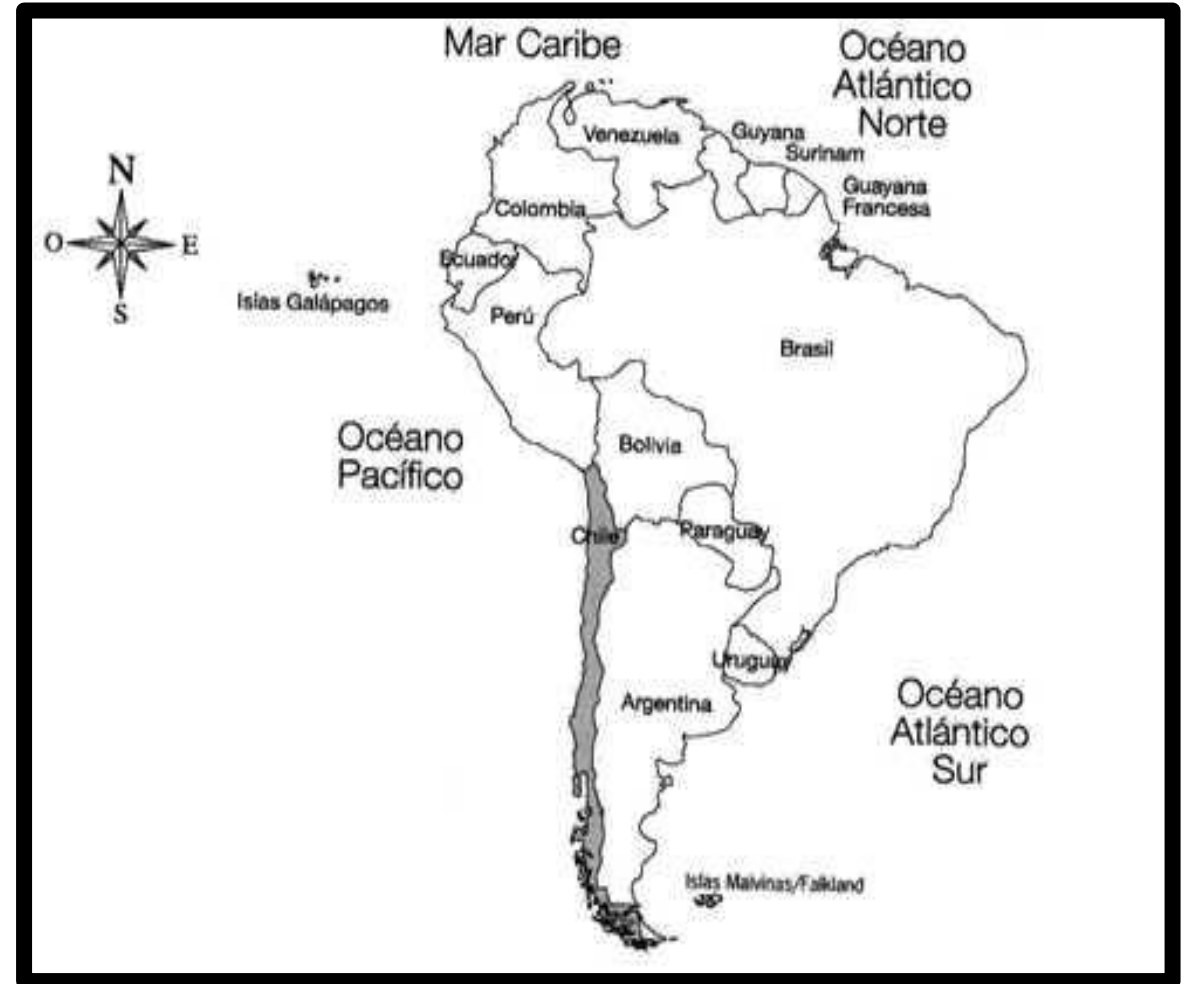 Mar Caribe
Océano
Atlántico
Norte
Venezuela
Guyana
Surinam
Guayana
Francesa
Colombia
N
O
E
S
Ecuador
Islas Galápagos
Perú
Brasil
Océano
Pacífico
Bolivia
Chile
Paraguay
Uruguay
Argentina
Océano
Atlántico
Sur
Islas Malvinas/Falkland